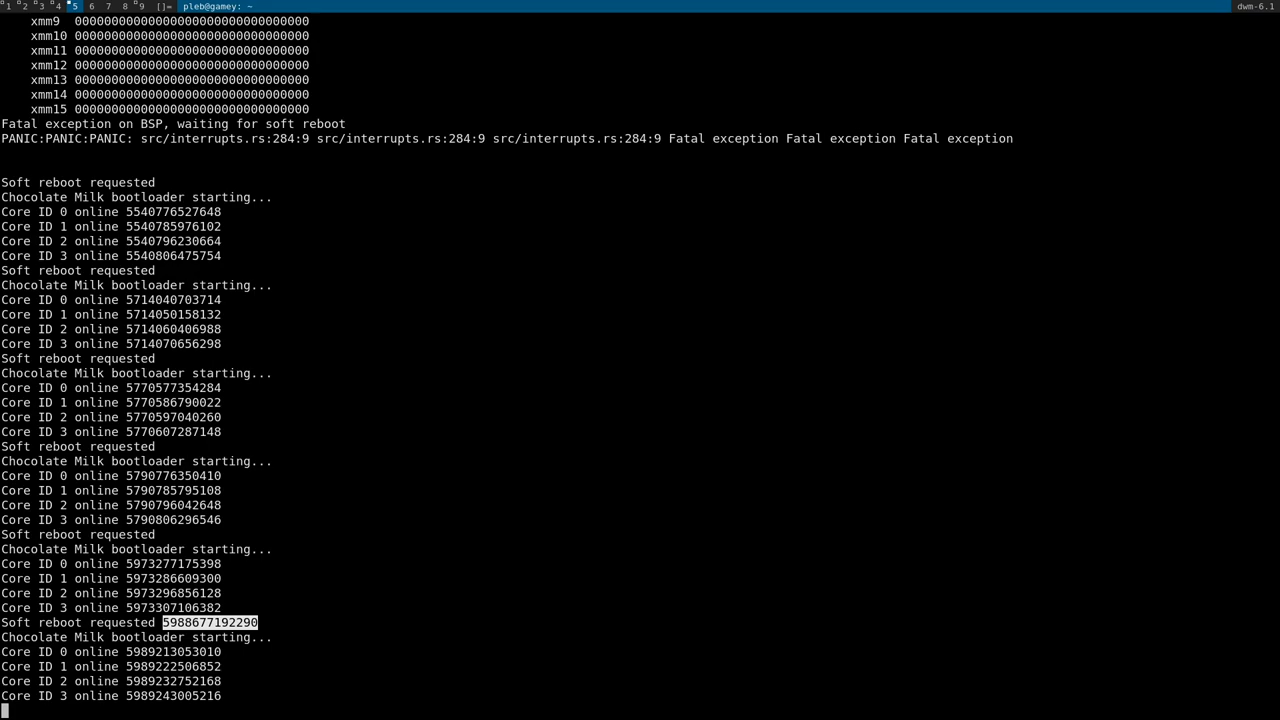 1 2 3 4 5 6 7 8 9 []= pleb@gamey: ~ dwm-6.1
xmm9 00000000000000000000000000000000
xmm10 00000000000000000000000000000000
xmm11 00000000000000000000000000000000
xmm12 00000000000000000000000000000000
xmm13 00000000000000000000000000000000
xmm14 00000000000000000000000000000000
xmm15 00000000000000000000000000000000
Fatal exception on BSP, waiting for soft reboot
PANIC:PANIC:PANIC: src/interrupts.rs:284:9 src/interrupts.rs:284:9 src/interrupts.rs:284:9 Fatal exception Fatal exception Fatal exception
Soft reboot requested
Chocolate Milk bootloader starting...
Core ID 0 online 5540776527648
Core ID 1 online 5540785976102
Core ID 2 online 5540796230664
Core ID 3 online 5540806475754
Soft reboot requested
Chocolate Milk bootloader starting...
Core ID 0 online 5714040703714
Core ID 1 online 5714050158132
Core ID 2 online 5714060406988
Core ID 3 online 5714070656298
Soft reboot requested
Chocolate Milk bootloader starting...
Core ID 0 online 5770577354284
Core ID 1 online 5770586790022
Core ID 2 online 5770597040260
Core ID 3 online 5770607287148
Soft reboot requested
Chocolate Milk bootloader starting...
Core ID 0 online 5790776350410
Core ID 1 online 5790785795108
Core ID 2 online 5790796042648
Core ID 3 online 5790806296546
Soft reboot requested
Chocolate Milk bootloader starting...
Core ID 0 online 5973277175398
Core ID 1 online 5973286609300
Core ID 2 online 5973296856128
Core ID 3 online 5973307106382
Soft reboot requested 5988677192290
Chocolate Milk bootloader starting...
Core ID 0 online 5989213053010
Core ID 1 online 5989222506852
Core ID 2 online 5989232752168
Core ID 3 online 5989243005216